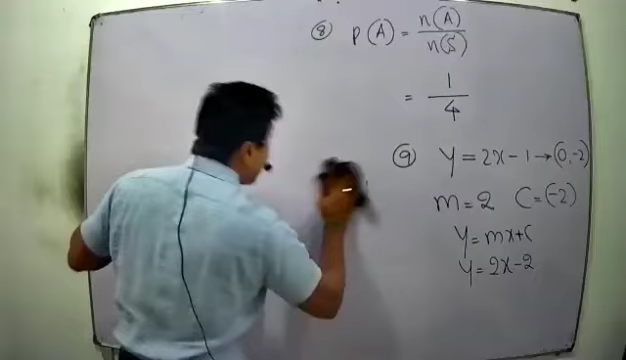 ⑧ P(A) = n(A)/n(S)
= 1/4
⑨ Y = 2x - 1 → (0, -2)
m = 2 C = (-2)
Y = mx + C
Y = 2x - 2